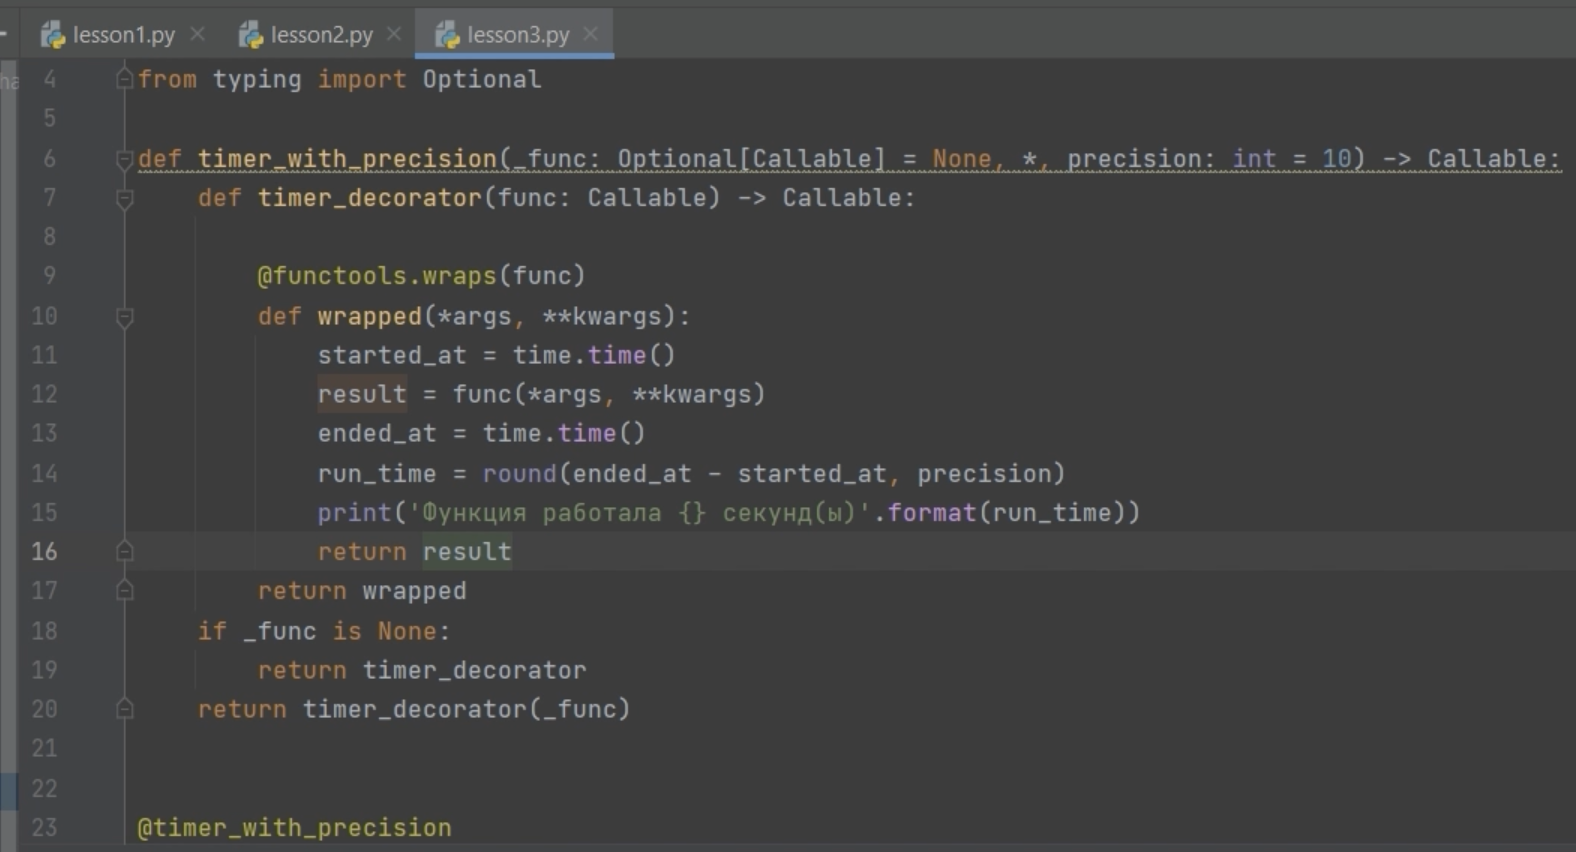 lesson1.py lesson2.py lesson3.py
4 from typing import Optional
5
6 def timer_with_precision(_func: Optional[Callable] = None, *, precision: int = 10) -> Callable:
7     def timer_decorator(func: Callable) -> Callable:
8
9         @functools.wraps(func)
10         def wrapped(*args, **kwargs):
11             started_at = time.time()
12             result = func(*args, **kwargs)
13             ended_at = time.time()
14             run_time = round(ended_at - started_at, precision)
15             print('Функция работала {} секунд(ы)'.format(run_time))
16             return result
17         return wrapped
18     if _func is None:
19         return timer_decorator
20     return timer_decorator(_func)
21
22
23 @timer_with_precision